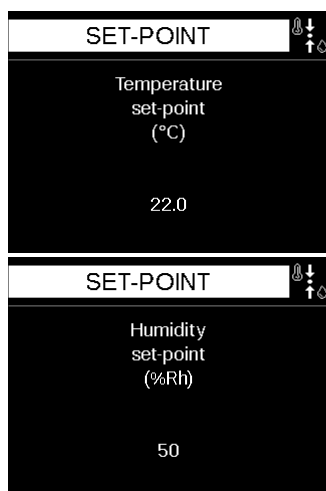 SET-POINT
Temperature
set-point
(°C)
22.0
SET-POINT
Humidity
set-point
(%Rh)
50